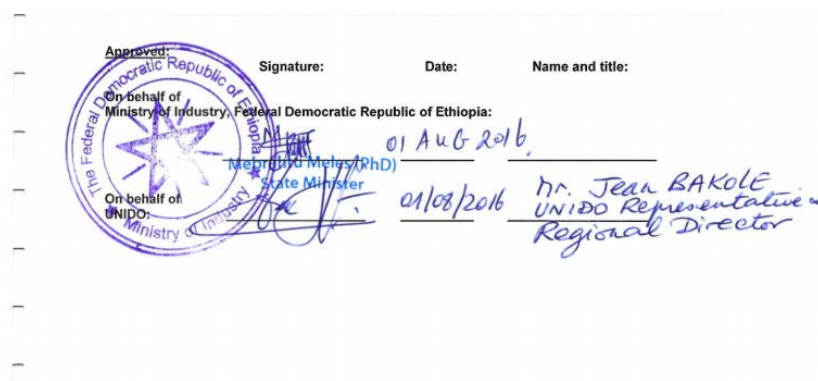 Approved:
Signature: Date: Name and title:
On behalf of
Ministry of Industry, Federal Democratic Republic of Ethiopia:
01 AUG 2016
Mebrahtu Meles (PhD)
State Minister
On behalf of
UNIDO:
01/08/2016 Mr. Jean BAKOLE
UNIDO Representative
Regional Director
The Federal Democratic Republic of Ethiopia
Ministry of Industry